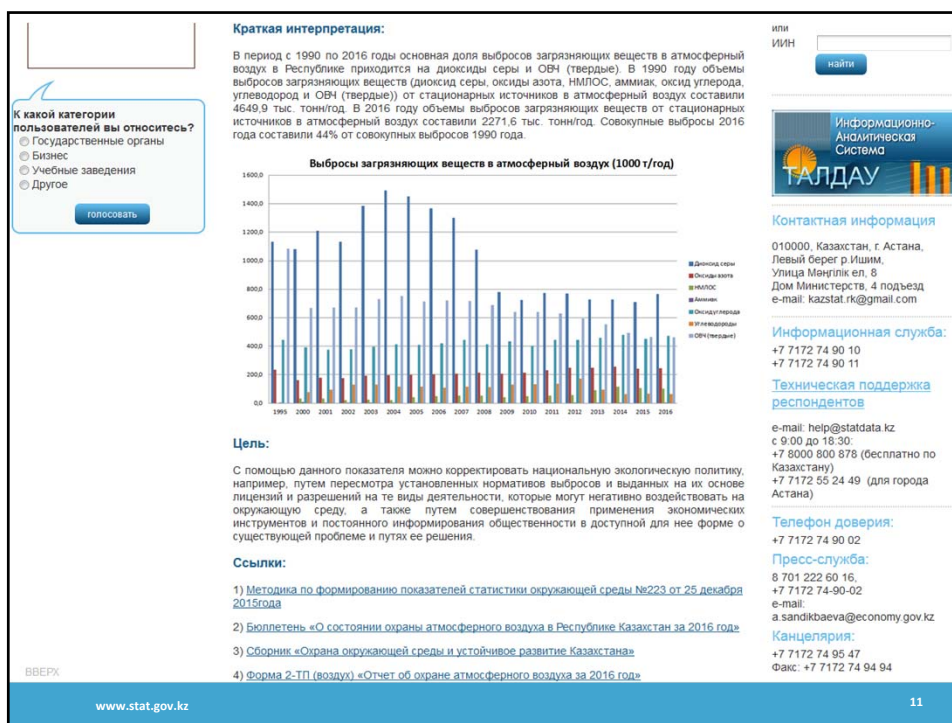 К какой категории
пользователей вы относитесь?
Государственные органы
Бизнес
Учебные заведения
Другое
голосовать
ВВЕРХ
Краткая интерпретация:
В период с 1990 по 2016 годы основная доля выбросов загрязняющих веществ в атмосферный
воздух в Республике приходится на диоксиды серы и ОВЧ (твердые). В 1990 году объемы
выбросов загрязняющих веществ (диоксид серы, оксиды азота, НМЛОС, аммиак, оксид углерода,
углеводород и ОВЧ (твердые)) от стационарных источников в атмосферный воздух составили
4649,9 тыс. тонн/год. В 2016 году объемы выбросов загрязняющих веществ от стационарных
источников в атмосферный воздух составили 2271,6 тыс. тонн/год. Совокупные выбросы 2016
года составили 44% от совокупных выбросов 1990 года.
Выбросы загрязняющих веществ в атмосферный воздух (1000 т/год)
1600,0
1400,0
1200,0
1000,0
800,0
600,0
400,0
200,0
0,0
1995 2000 2001 2002 2003 2004 2005 2006 2007 2008 2009 2010 2011 2012 2013 2014 2015 2016
Диоксид серы
Оксиды азота
НМЛОС
Аммиак
Оксид углерода
Углеводороды
ОВЧ (твердые)
Цель:
С помощью данного показателя можно корректировать национальную экологическую политику,
например, путем пересмотра установленных нормативов выбросов и выданных на их основе
лицензий и разрешений на те виды деятельности, которые могут негативно воздействовать на
окружающую среду, а также путем совершенствования применения экономических
инструментов и постоянного информирования общественности в доступной для нее форме о
существующей проблеме и путях ее решения.
Ссылки:
1) Методика по формированию показателей статистики окружающей среды №223 от 25 декабря
2015года
2) Бюллетень «О состоянии охраны атмосферного воздуха в Республике Казахстан за 2016 год»
3) Сборник «Охрана окружающей среды и устойчивое развитие Казахстана»
4) Форма 2-ТП (воздух) «Отчет об охране атмосферного воздуха за 2016 год»
или
ИИН
найти
Информационно-
Аналитическая
Система
ТАЛДАУ
Контактная информация
010000, Казахстан, г. Астана,
Левый берег р.Ишим,
Улица Мәңгілік ел, 8
Дом Министерств, 4 подъезд
e-mail: kazstat.rk@gmail.com
Информационная служба:
+7 7172 74 90 10
+7 7172 74 90 11
Техническая поддержка
респондентов
e-mail: help@statdata.kz
с 9:00 до 18:30:
+7 8000 800 878 (бесплатно по
Казахстану)
+7 7172 55 24 49 (для города
Астана)
Телефон доверия:
+7 7172 74 90 02
Пресс-служба:
8 701 222 60 16,
+7 7172 74-90-02
e-mail:
a.sandikbaeva@economy.gov.kz
Канцелярия:
+7 7172 74 95 47
Факс: +7 7172 74 94 94
www.stat.gov.kz
11